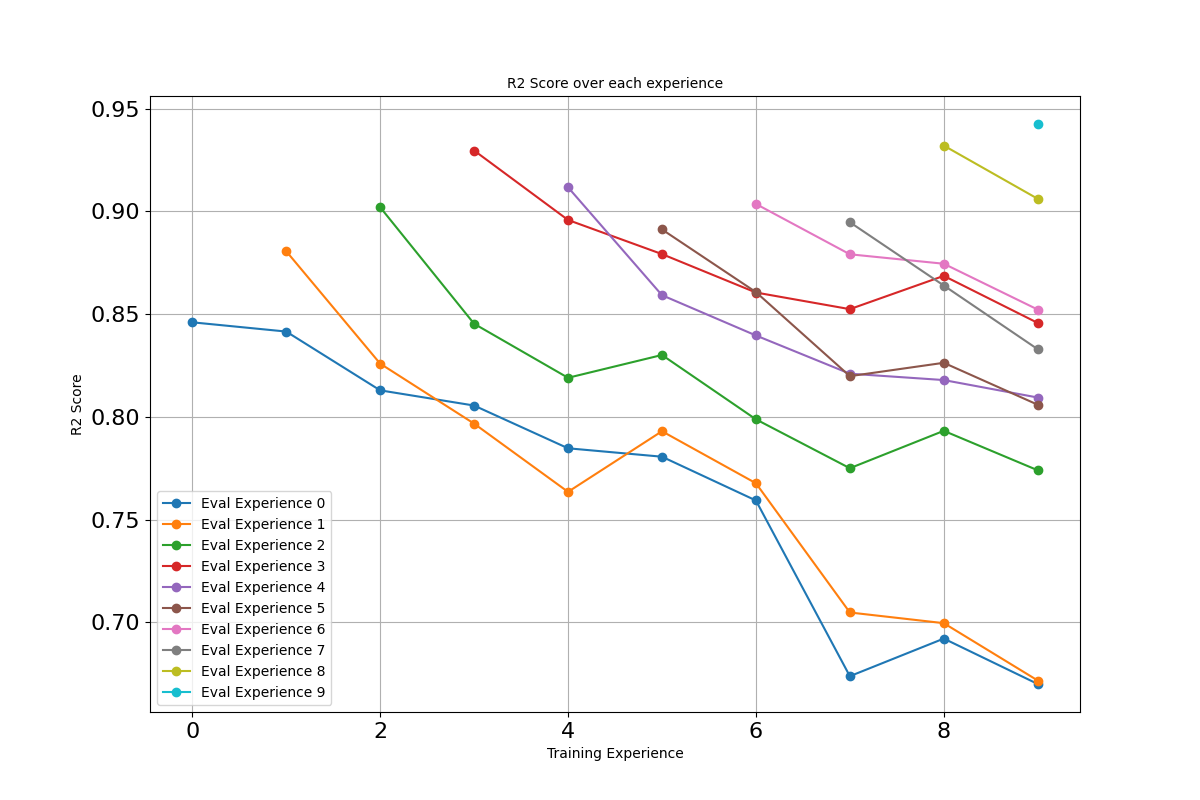 R2 Score over each experience
0.95
0.90
0.85
0.80
0.75
0.70
R2 Score
Eval Experience 0
Eval Experience 1
Eval Experience 2
Eval Experience 3
Eval Experience 4
Eval Experience 5
Eval Experience 6
Eval Experience 7
Eval Experience 8
Eval Experience 9
0 2 4 6 8
Training Experience